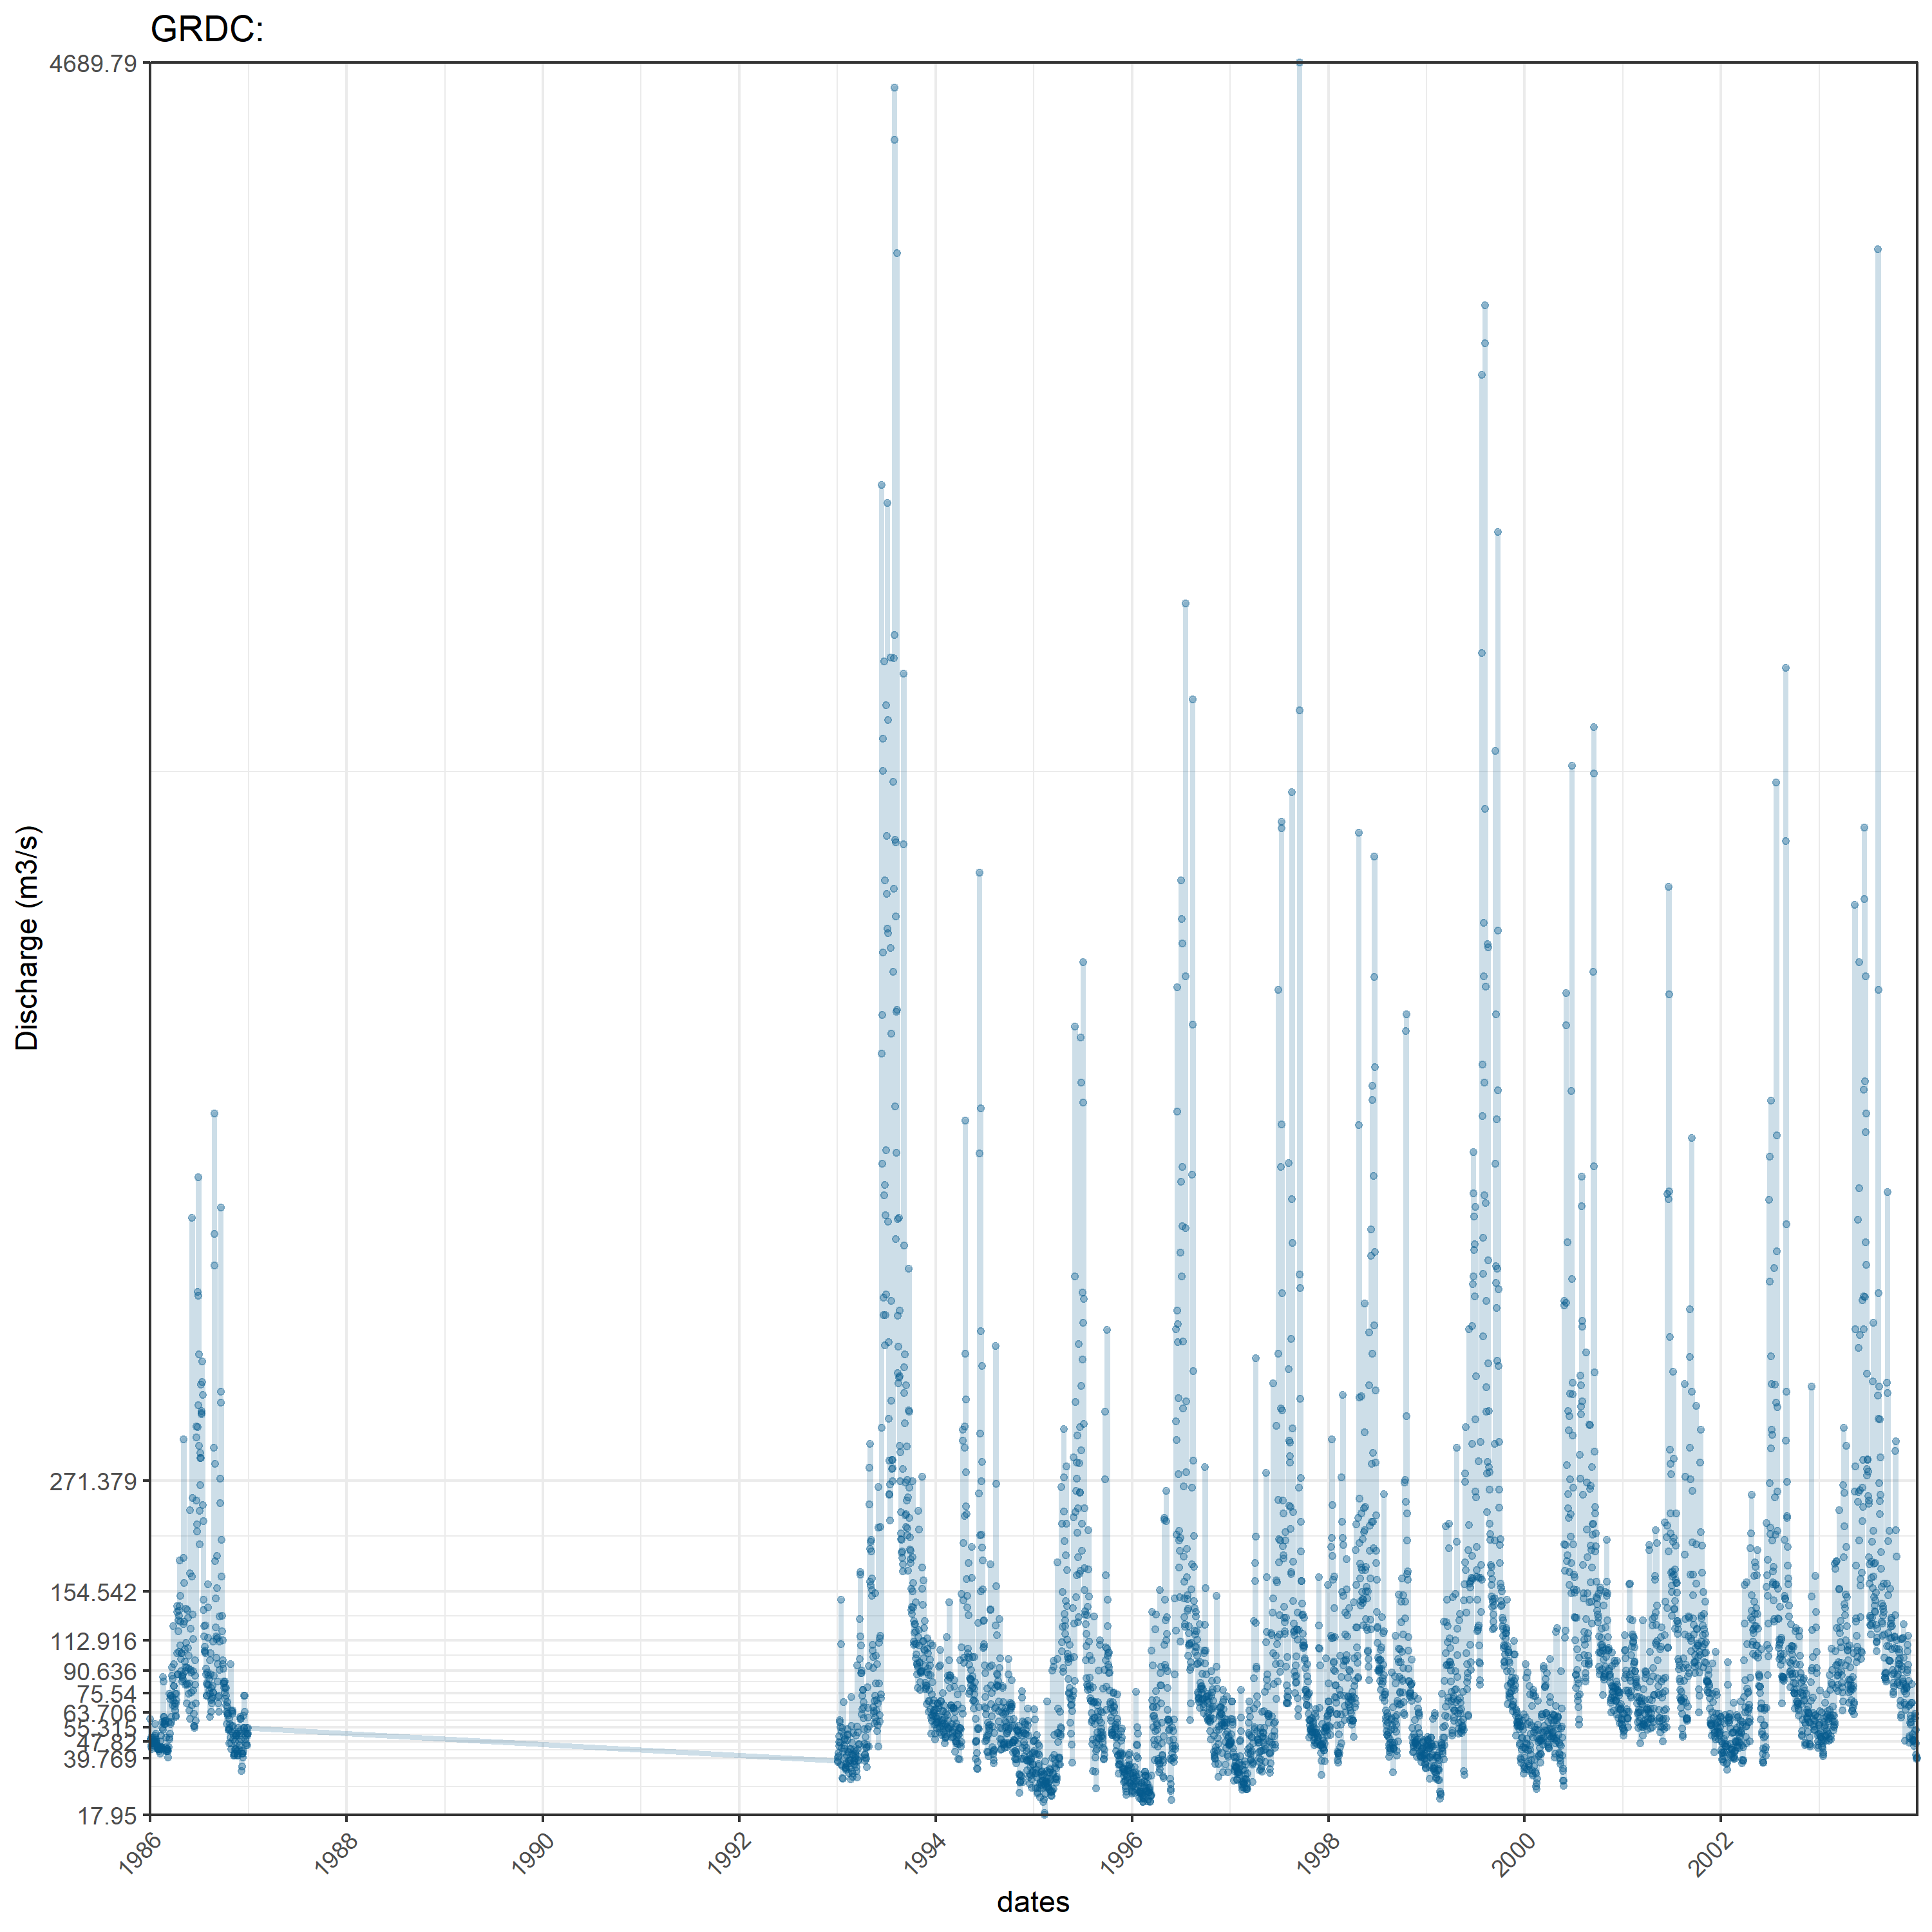 GRDC:
4689.79
271.379
154.542
112.916
90.636
75.54
63.706
55.315
47.82
39.765
17.95
Discharge (m3/s)
1986 1988 1990 1992 1994 1996 1998 2000 2002
dates